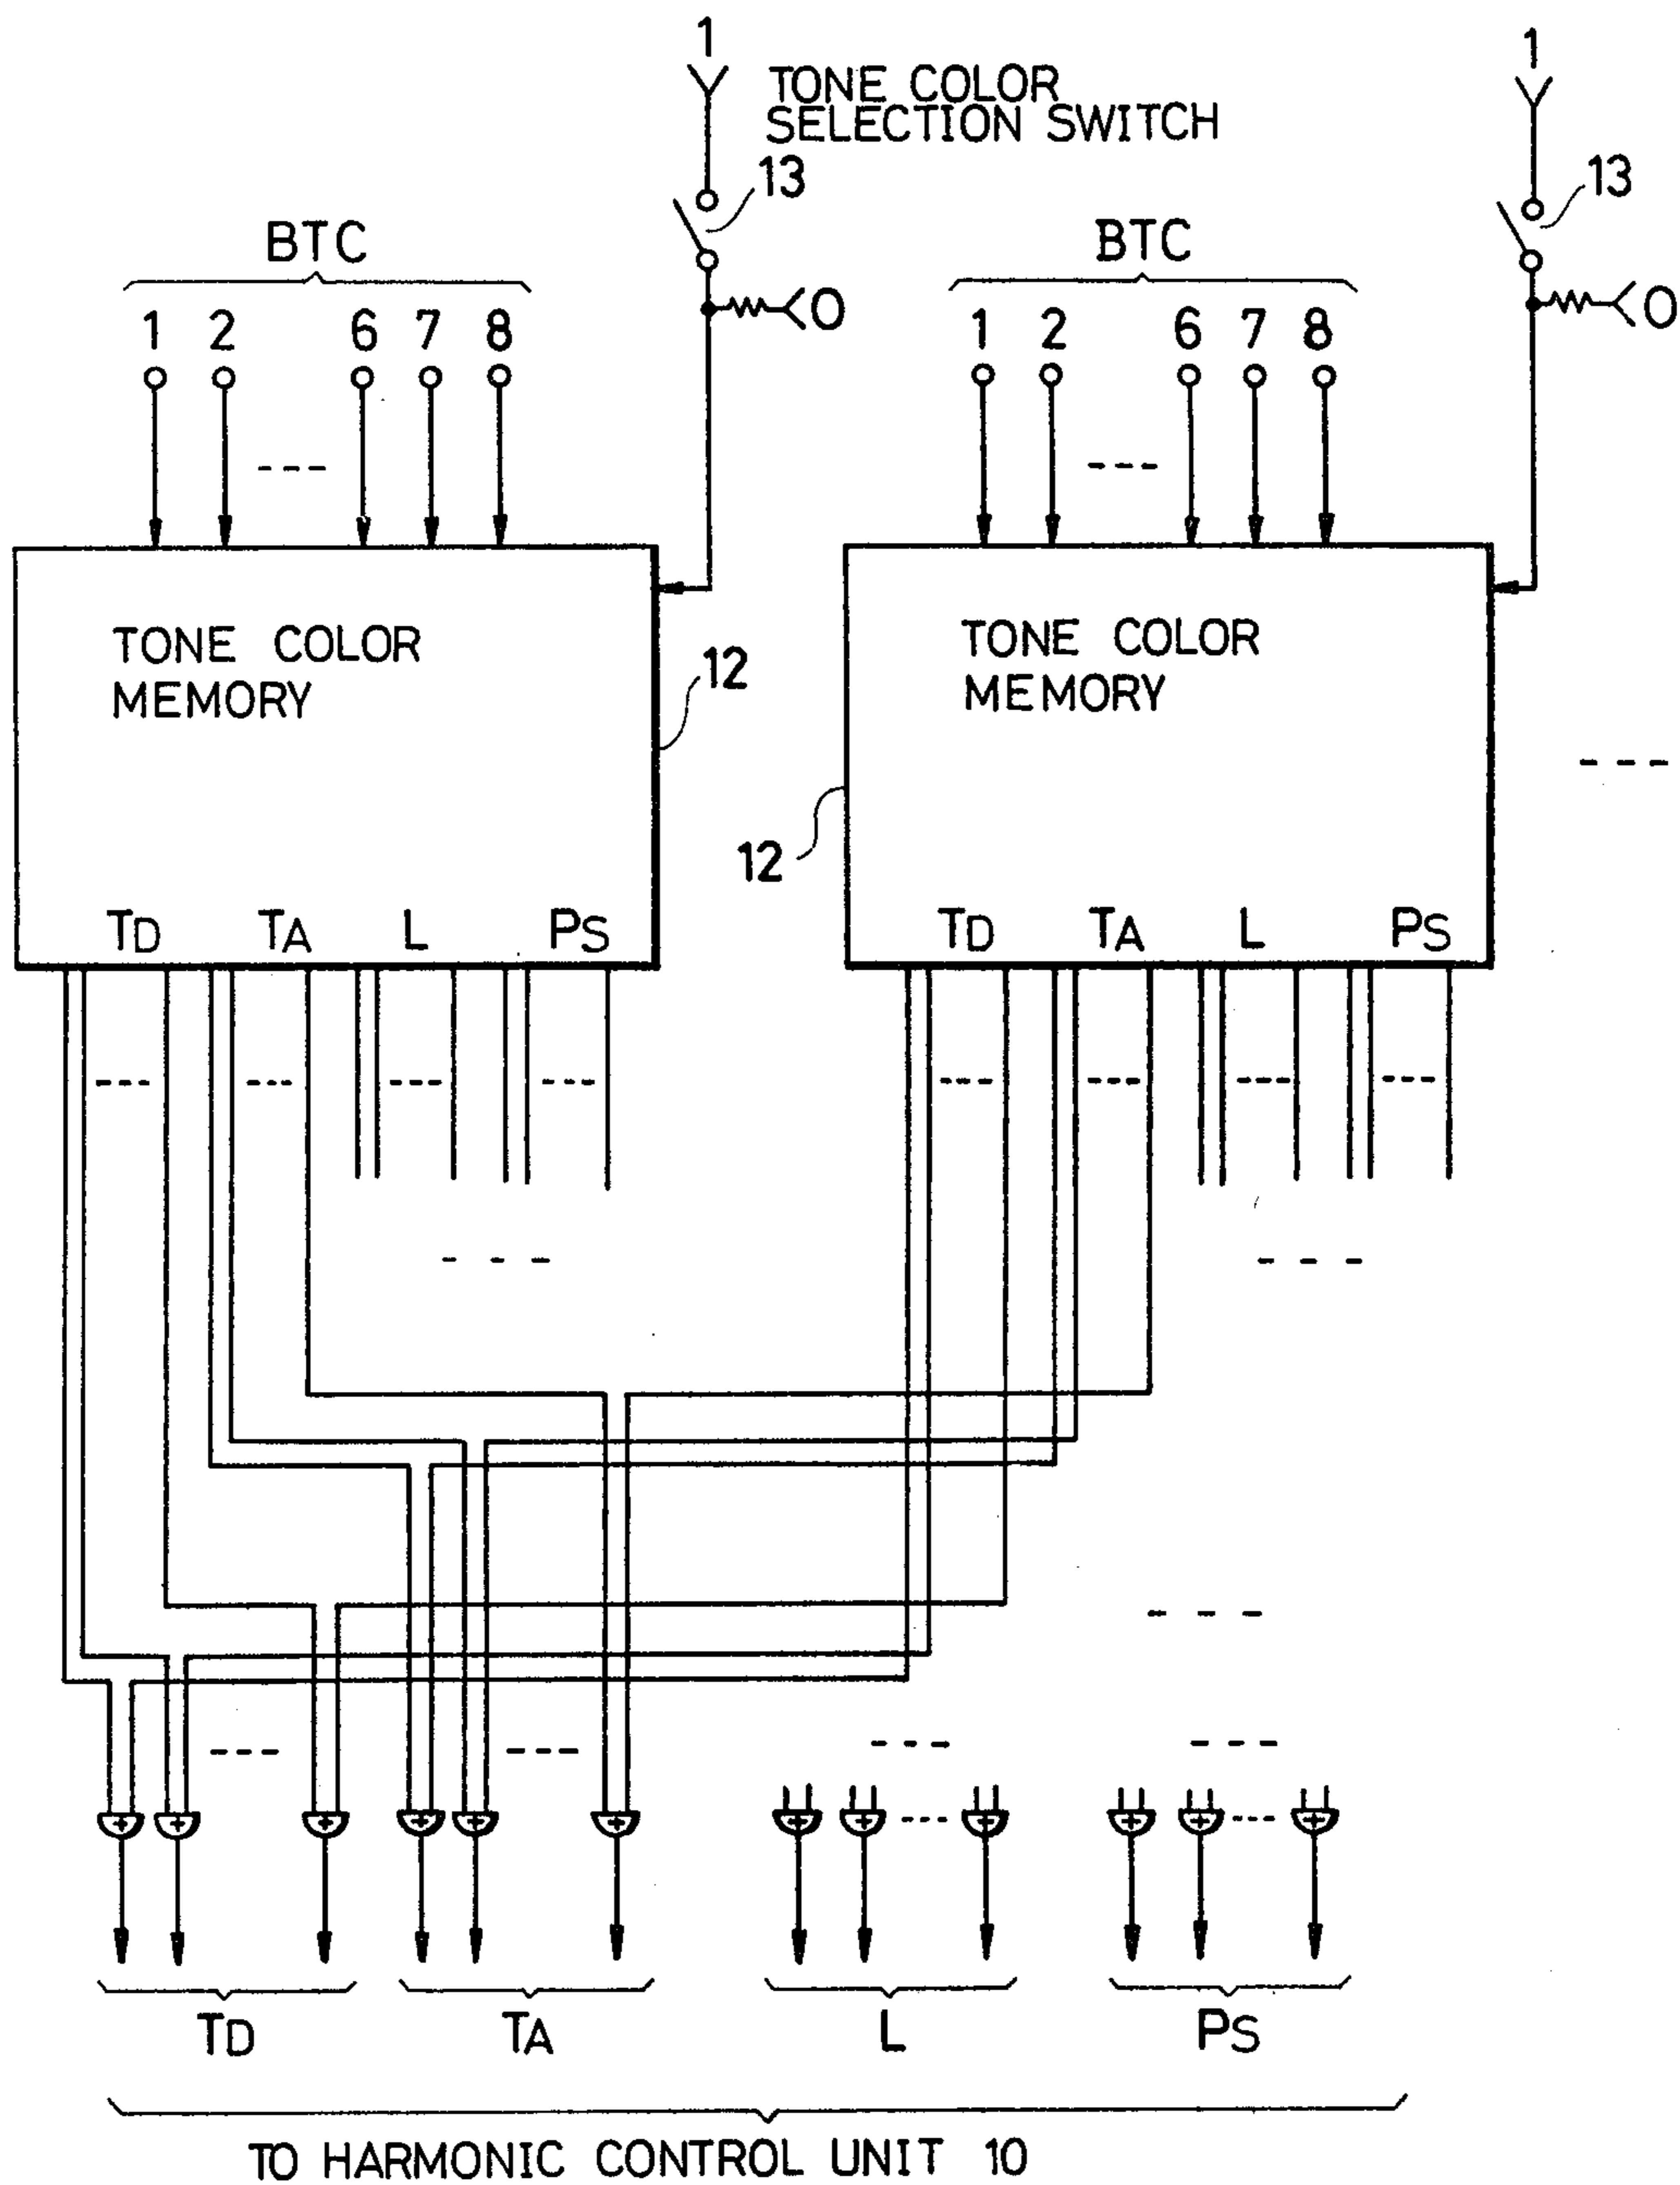 1
1
TONE COLOR
SELECTION SWITCH
13
13
BTC
BTC
0
0
1 2 6 7 8
1 2 6 7 8
TONE COLOR
MEMORY
TONE COLOR
MEMORY
12
12
TD TA L PS
TD TA L PS
+ + + + + + + + + + + +
TD TA L PS
TO HARMONIC CONTROL UNIT 10